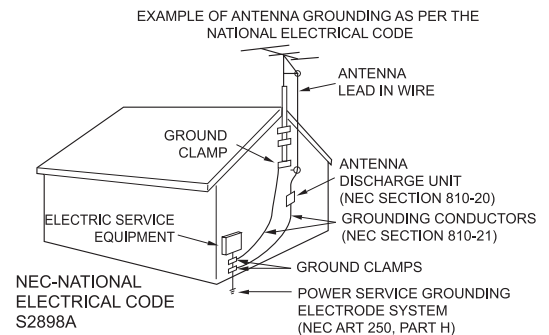 EXAMPLE OF ANTENNA GROUNDING AS PER THE
NATIONAL ELECTRICAL CODE
ANTENNA
LEAD IN WIRE
GROUND
CLAMP
ANTENNA
DISCHARGE UNIT
(NEC SECTION 810-20)
ELECTRIC SERVICE
EQUIPMENT
GROUNDING CONDUCTORS
(NEC SECTION 810-21)
GROUND CLAMPS
NEC-NATIONAL
ELECTRICAL CODE
S2898A
POWER SERVICE GROUNDING
ELECTRODE SYSTEM
(NEC ART 250, PART H)